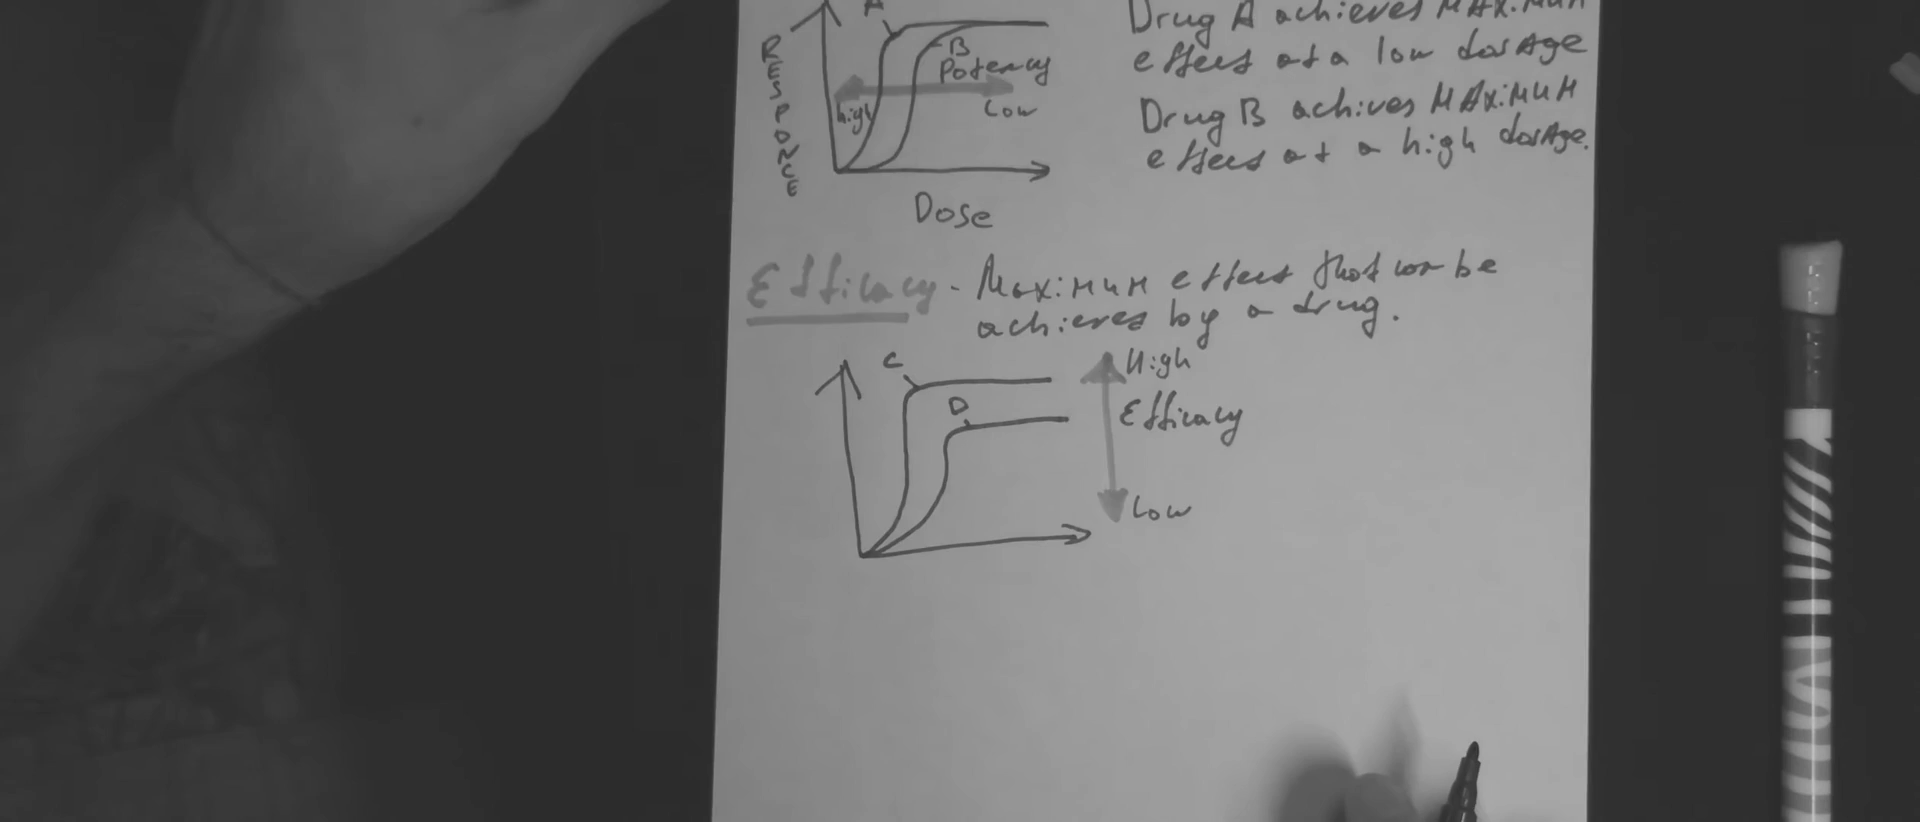 A
Drug A achieves MAXiMUM
effect at a low dosAge
RESPONCE
B
Potency
high
Low
Drug B achives MAXiMUM
effect at a high dosAge.
Dose
Efficacy - MaxiMUM effect that can be
achieves by a drug.
C
High
D
Efficacy
Low